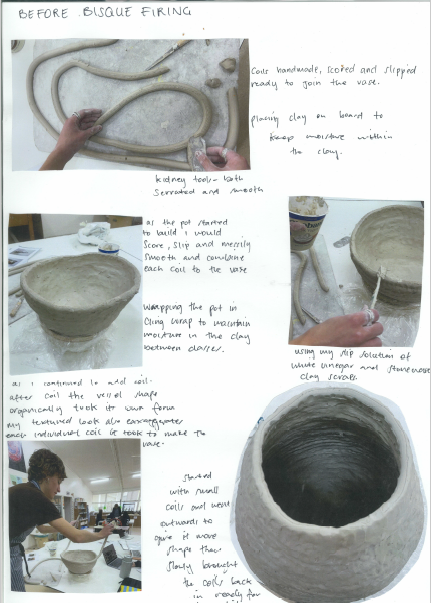 BEFORE BISQUE FIRING
Coils handmade, scored and slipped
ready to join the vase.
placing clay on board to
keep moisture within
the clay.
kidney tools - both
serrated and smooth
as the pot started
to build I would
Score, slip and messily
smooth and combine
each coil to the vase
Wrapping the pot in
Cling wrap to maintain
moisture in the clay
between classes.
using my slip solution of
white vinegar and stoneware
clay scraps.
as I continued to add coil
after coil the vessel shape
organically took its own form
my textured look also exaggerates
each individual coil it took to make the
vase.
Started
with small
coils and went
outwards to
give it more
shape then
slowly brought
the coils back
in ready for